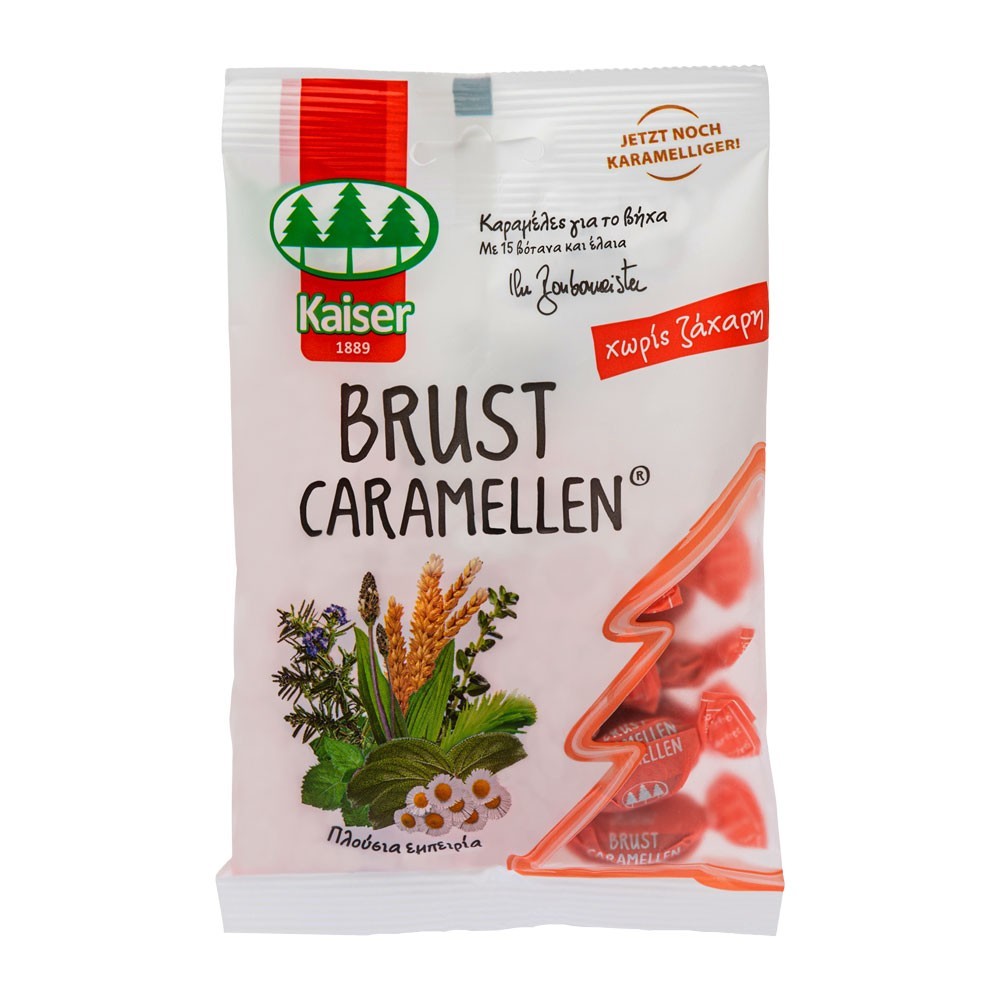 JETZT NOCH
KARAMELLIGER!
Καραμέλες για το βήχα
Με 15 βότανα και έλαια
Kaiser
1889
χωρίς ζάχαρη
BRUST
CARAMELLEN®
Πλούσια εμπειρία
BRUST
CARAMELLEN
BRUST
CARAMELLEN